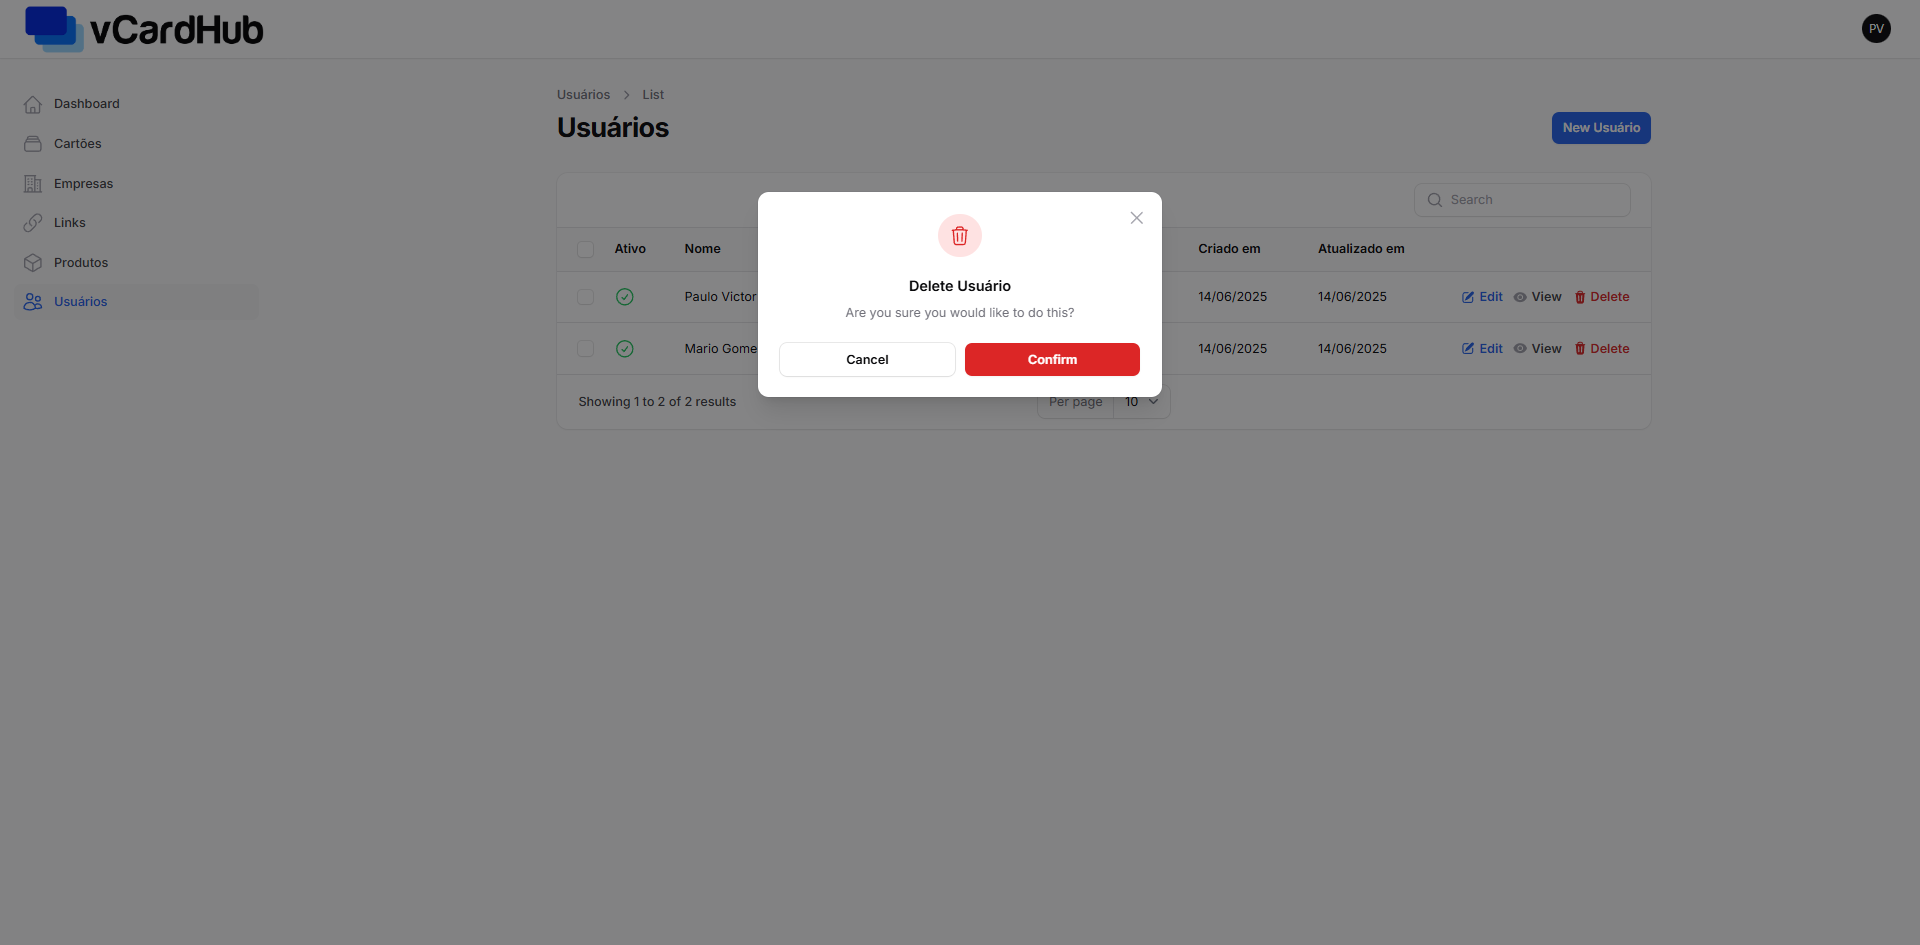 vCardHub
PV
Dashboard
Cartões
Empresas
Links
Produtos
Usuários
Usuários List
Usuários
New Usuário
Search
Ativo Nome Criado em Atualizado em
Paulo Victor 14/06/2025 14/06/2025 Edit View Delete
Mario Gome 14/06/2025 14/06/2025 Edit View Delete
Showing 1 to 2 of 2 results
Per page 10
Delete Usuário
Are you sure you would like to do this?
Cancel Confirm